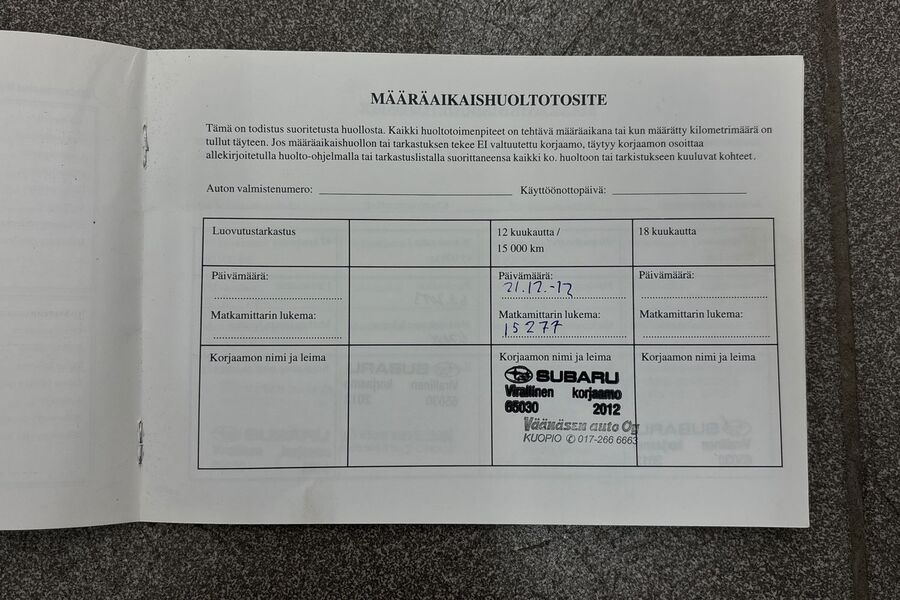 MÄÄRÄAIKAISHUOLTOTOSITE
Tämä on todistus suoritetusta huollosta. Kaikki huoltotoimenpiteet on tehtävä määräaikana tai kun määrätty kilometrimäärä on
tullut täyteen. Jos määräaikaishuollon tai tarkastuksen tekee EI valtuutettu korjaamo, täytyy korjaamon osoittaa
allekirjoitetulla huolto-ohjelmalla tai tarkastuslistalla suorittaneensa kaikki ko. huoltoon tai tarkistukseen kuuluvat kohteet.
Auton valmistenumero: Käyttöönottopäivä:
Luovutustarkastus
12 kuukautta /
15 000 km
18 kuukautta
Päivämäärä:
Matkamittarin lukema:
Päivämäärä:
21.12.-12
Matkamittarin lukema:
15277
Päivämäärä:
Matkamittarin lukema:
Korjaamon nimi ja leima
Korjaamon nimi ja leima
SUBARU
Virallinen korjaamo
65030 2012
Väänäsen auto Oy
KUOPIO ✆ 017-266 6663
Korjaamon nimi ja leima